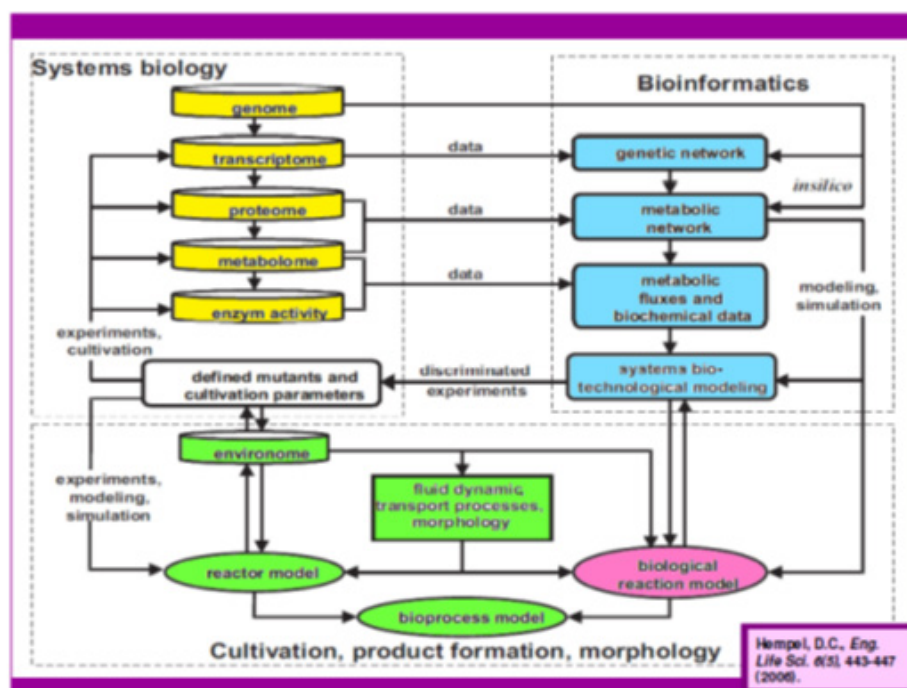 Systems biology
Bioinformatics
genome
transcriptome
data
genetic network
insilico
proteome
data
metabolic
network
metabolome
data
metabolic
fluxes and
biochemical data
modeling,
simulation
enzym activity
experiments,
cultivation
defined mutants and
cultivation parameters
discriminated
experiments
systems bio-
technological modeling
environome
experiments,
modeling,
simulation
fluid dynamic,
transport processes,
morphology
reactor model
biological
reaction model
bioprocess model
Cultivation, product formation, morphology
Hempel, D.C., Eng.
Life Sci. 6(5), 443-447
(2006).